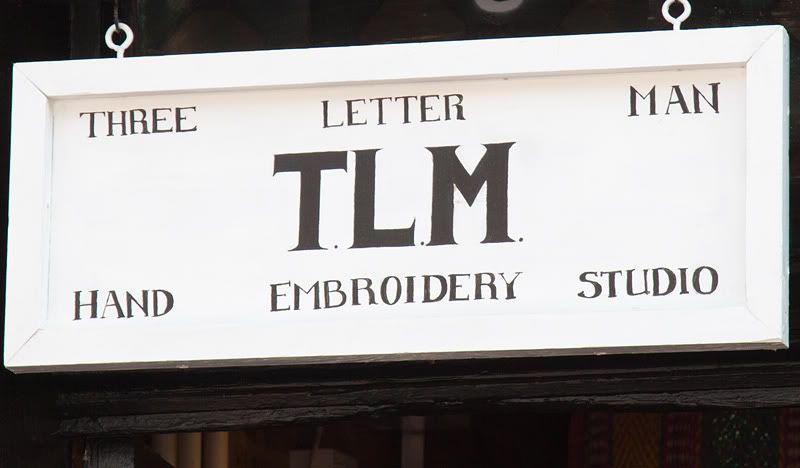 THREE LETTER MAN
T.L.M.
HAND EMBROIDERY STUDIO